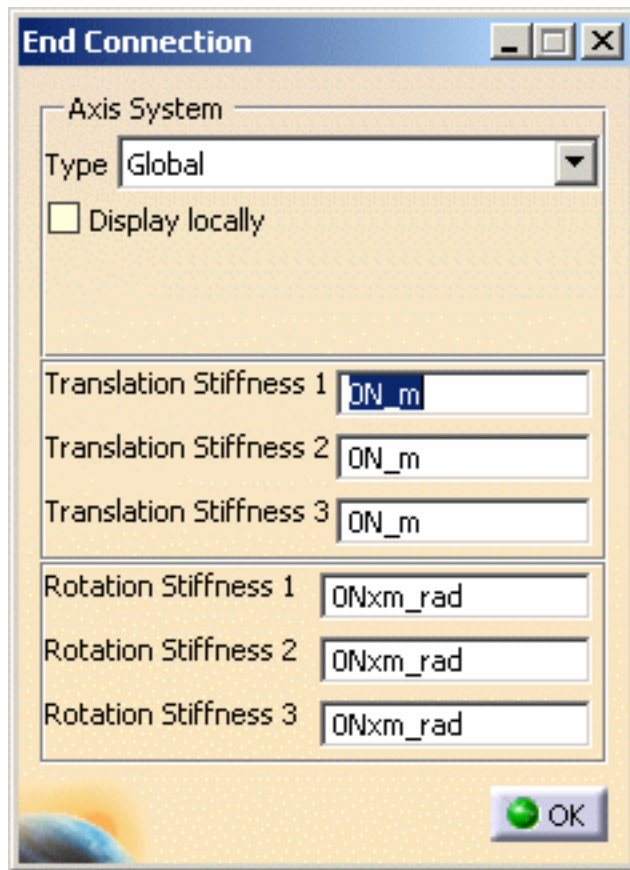 End Connection
Axis System
Type Global
Display locally
Translation Stiffness 1 0N_m
Translation Stiffness 2 0N_m
Translation Stiffness 3 0N_m
Rotation Stiffness 1 0Nxm_rad
Rotation Stiffness 2 0Nxm_rad
Rotation Stiffness 3 0Nxm_rad
OK